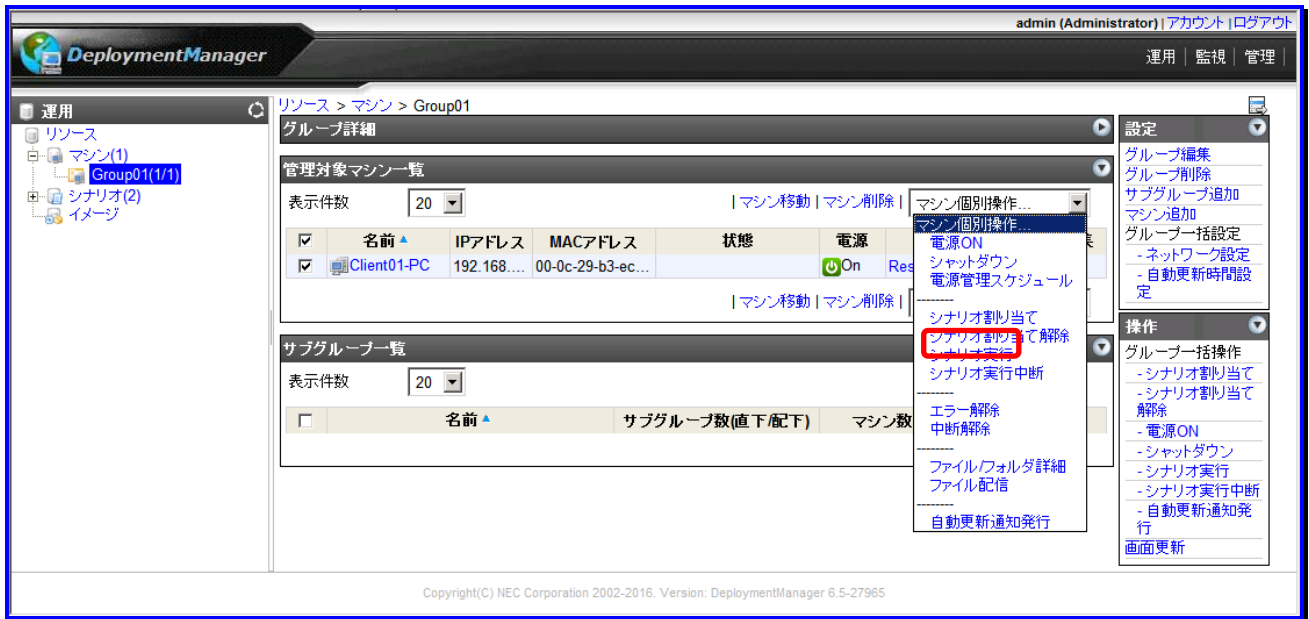 admin (Administrator) | アカウント | ログアウト
DeploymentManager
運用 | 監視 | 管理 |
運用
リソース
マシン(1)
Group01(1/1)
シナリオ(2)
イメージ
リソース > マシン > Group01
グループ詳細
管理対象マシン一覧
表示件数 20 | マシン移動 | マシン削除 | マシン個別操作...
名前 IPアドレス MACアドレス 状態 電源
Client01-PC 192.168.... 00-0c-29-b3-ec... On Res
| マシン移動 | マシン削除 |
マシン個別操作...
電源ON
シャットダウン
電源管理スケジュール
--------
シナリオ割り当て
シナリオ割り当て解除
シナリオ実行
シナリオ実行中断
--------
エラー解除
中断解除
--------
ファイル/フォルダ詳細
ファイル配信
--------
自動更新通知発行
サブグループ一覧
表示件数 20
名前 サブグループ数(直下/配下) マシン数
設定
グループ編集
グループ削除
サブグループ追加
マシン追加
グループ一括設定
- ネットワーク設定
- 自動更新時間設
定
操作
グループ一括操作
- シナリオ割り当て
- シナリオ割り当て
解除
- 電源ON
- シャットダウン
- シナリオ実行
- シナリオ実行中断
- 自動更新通知発
行
画面更新
Copyright(C) NEC Corporation 2002-2016. Version: DeploymentManager 6.5-27965